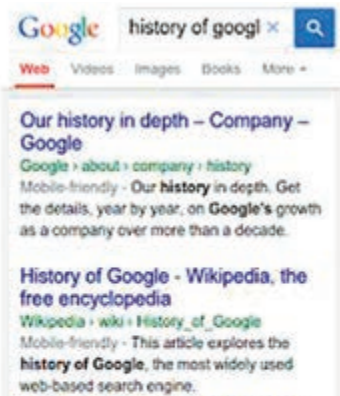 Google history of googl ×
Web Videos Images Books More
Our history in depth – Company –
Google
Google › about › company › history
Mobile-friendly - Our history in depth. Get
the details, year by year, on Google's growth
as a company over more than a decade.
History of Google - Wikipedia, the
free encyclopedia
Wikipedia › wiki › History_of_Google
Mobile-friendly - This article explores the
history of Google, the most widely used
web-based search engine.